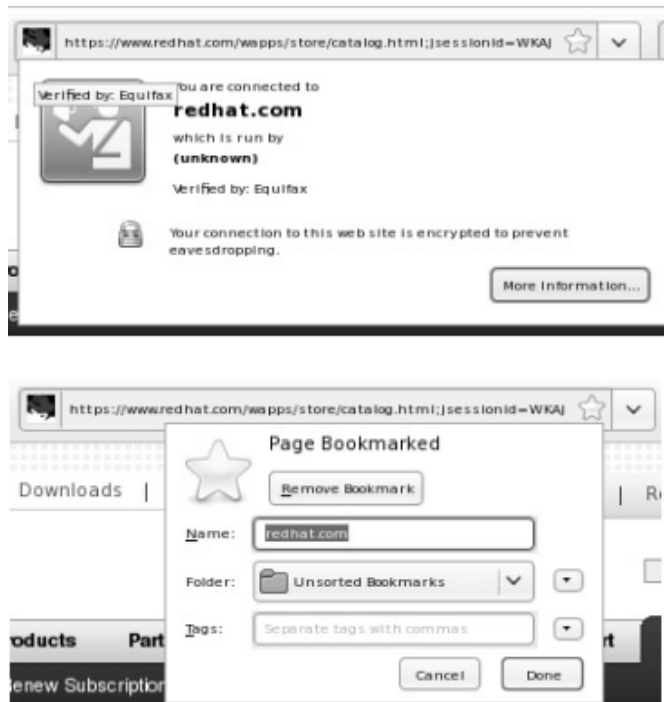 https://www.redhat.com/wapps/store/catalog.html;jsessionid=WKAJ
You are connected to
Verified by: Equifax
redhat.com
which is run by
(unknown)
Verified by: Equifax
Your connection to this web site is encrypted to prevent
eavesdropping.
More Information...
https://www.redhat.com/wapps/store/catalog.html;jsessionid=WKAJ
Page Bookmarked
Downloads |
Remove Bookmark
|
Name: redhat.com
Folder: Unsorted Bookmarks
Tags: Separate tags with commas
Cancel Done